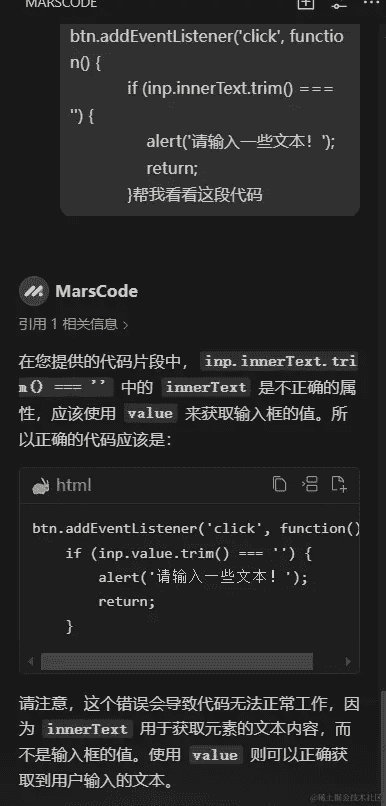 MARSCODE
btn.addEventListener('click', functio
n() {
if (inp.innerText.trim() ===
'') {
alert('请输入一些文本！');
return;
}帮我看看这段代码
MarsCode
引用 1 相关信息 >
在您提供的代码片段中， inp.innerText.tri
m() === '' 中的 innerText 是不正确的属
性，应该使用 value 来获取输入框的值。所
以正确的代码应该是：
html
btn.addEventListener('click', function()
if (inp.value.trim() === '') {
alert('请输入一些文本！');
return;
}
请注意，这个错误会导致代码无法正常工作，因
为 innerText 用于获取元素的文本内容，而
不是输入框的值。使用 value 则可以正确获
取到用户输入的文本。
@稀土掘金技术社区